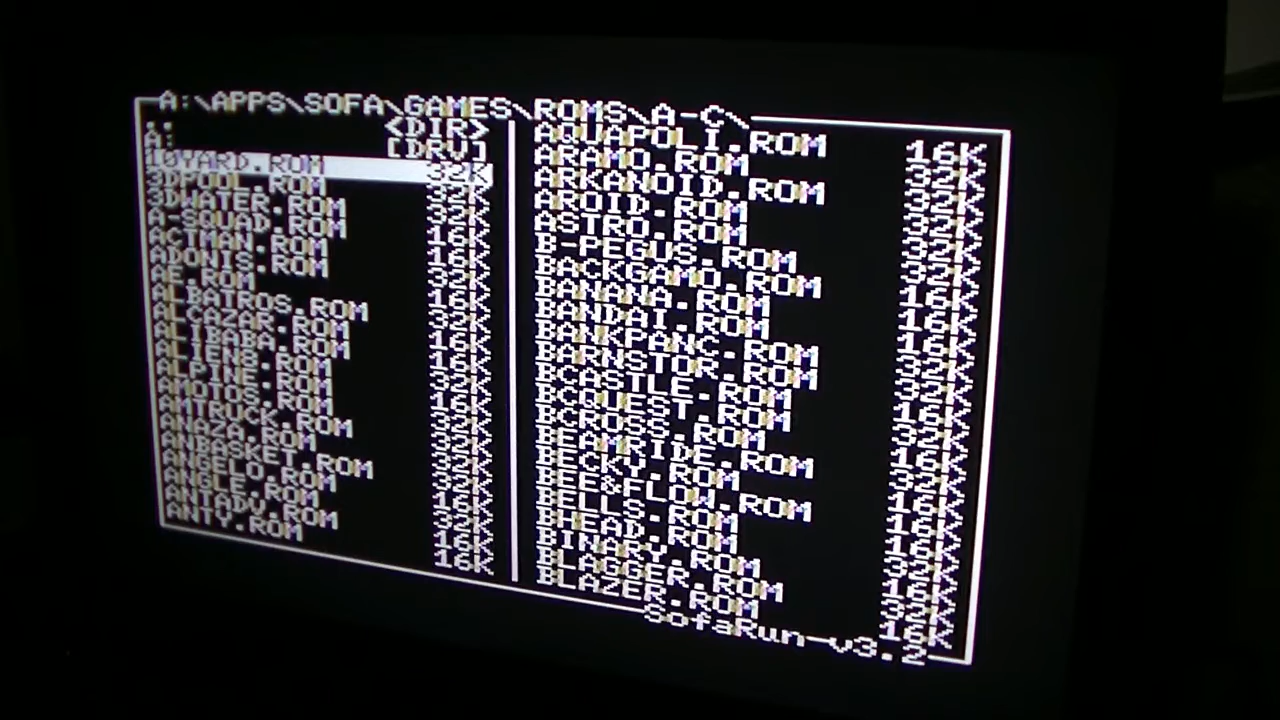 A:\APPS\SOFA\GAMES\ROMS\A-C\
.. <DIR>
A: [DRV]
10YARD.ROM 32K
3DPOOL.ROM 32K
3DWATER.ROM 32K
A-SQUAD.ROM 16K
ACTMAN.ROM 16K
ADONIS.ROM 32K
AE.ROM 16K
ALBATROS.ROM 32K
ALCAZAR.ROM 16K
ALIBABA.ROM 16K
ALIEN8.ROM 32K
ALPINE.ROM 16K
AMOTOS.ROM 32K
AMTRUCK.ROM 32K
ANAZA.ROM 32K
ANBASKET.ROM 32K
ANGELO.ROM 16K
ANGLE.ROM 32K
ANTADV.ROM 16K
ANTY.ROM 16K
AQUAPOLI.ROM 16K
ARAMO.ROM 32K
ARKANOID.ROM 32K
AROID.ROM 32K
ASTRO.ROM 32K
B-PEGUS.ROM 32K
BACKGAMO.ROM 16K
BANANA.ROM 32K
BANDAI.ROM 16K
BANKPANC.ROM 32K
BARNSTOR.ROM 32K
BCASTLE.ROM 16K
BCQUEST.ROM 32K
BCROSS.ROM 16K
BEAMRIDE.ROM 32K
BECKY.ROM 16K
BEE&FLOW.ROM 16K
BELLS.ROM 16K
BHEAD.ROM 32K
BINARY.ROM 16K
BLAGGER.ROM 32K
BLAZER.ROM 16K
SofaRun-v3.2